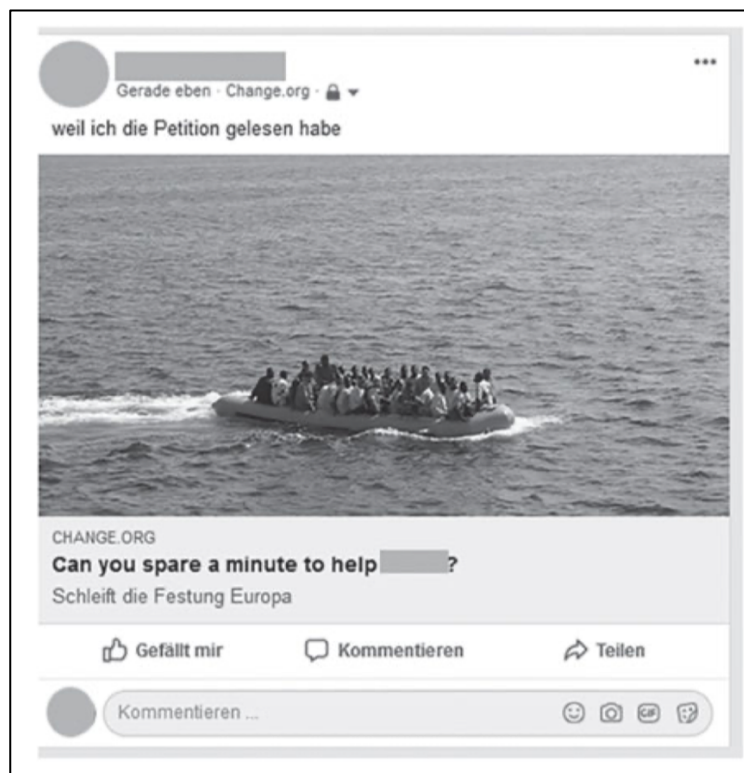 Gerade eben · Change.org ·
weil ich die Petition gelesen habe
CHANGE.ORG
Can you spare a minute to help ?
Schleift die Festung Europa
Gefällt mir Kommentieren Teilen
Kommentieren ... GIF